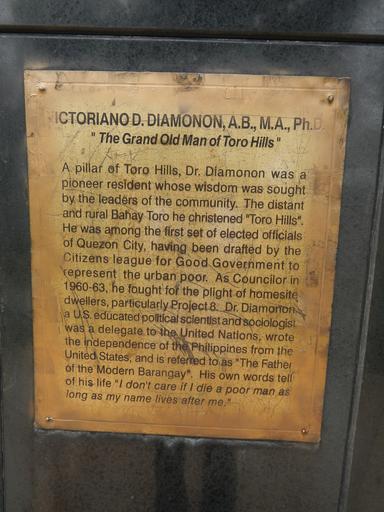 VICTORIANO D. DIAMONON, A.B., M.A., Ph.D.
"The Grand Old Man of Toro Hills"
A pillar of Toro Hills, Dr. Diamonon was a
pioneer resident whose wisdom was sought
by the leaders of the community. The distant
and rural Bahay Toro he christened "Toro Hills".
He was among the first set of elected officials
of Quezon City, having been drafted by the
Citizens league for Good Government to
represent the urban poor. As Councilor in
1960-63, he fought for the plight of homesite
dwellers, particularly Project 8. Dr. Diamonon,
a U.S. educated political scientist and sociologist
was a delegate to the United Nations, wrote
the independence of the Philippines from the
United States, and is referred to as "The Father
of the Modern Barangay". His own words tell
of his life "I don't care if I die a poor man as
long as my name lives after me."